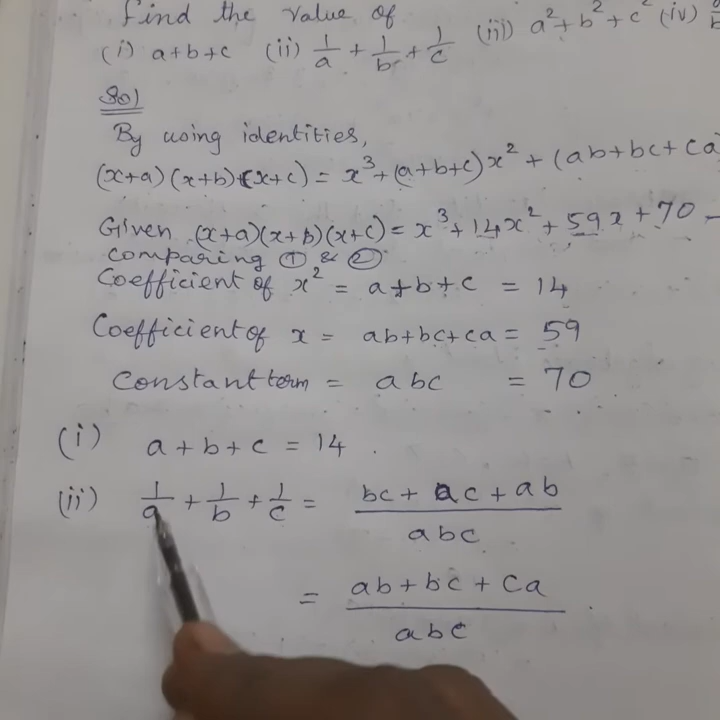 Find the value of
(i) a+b+c (ii) 1/a + 1/b + 1/c (iii) a²+b²+c² (iv)
Sol
By using identities,
(x+a)(x+b)(x+c) = x³+(a+b+c)x²+(ab+bc+ca
Given (x+a)(x+b)(x+c) = x³+14x²+59x+70 –
comparing ① & ②
Coefficient of x² = a+b+c = 14
Coefficient of x = ab+bc+ca = 59
Constant term = abc = 70
(i) a+b+c = 14.
(ii) 1/a + 1/b + 1/c = (bc+ac+ab)/abc
= (ab+bc+ca)/abc